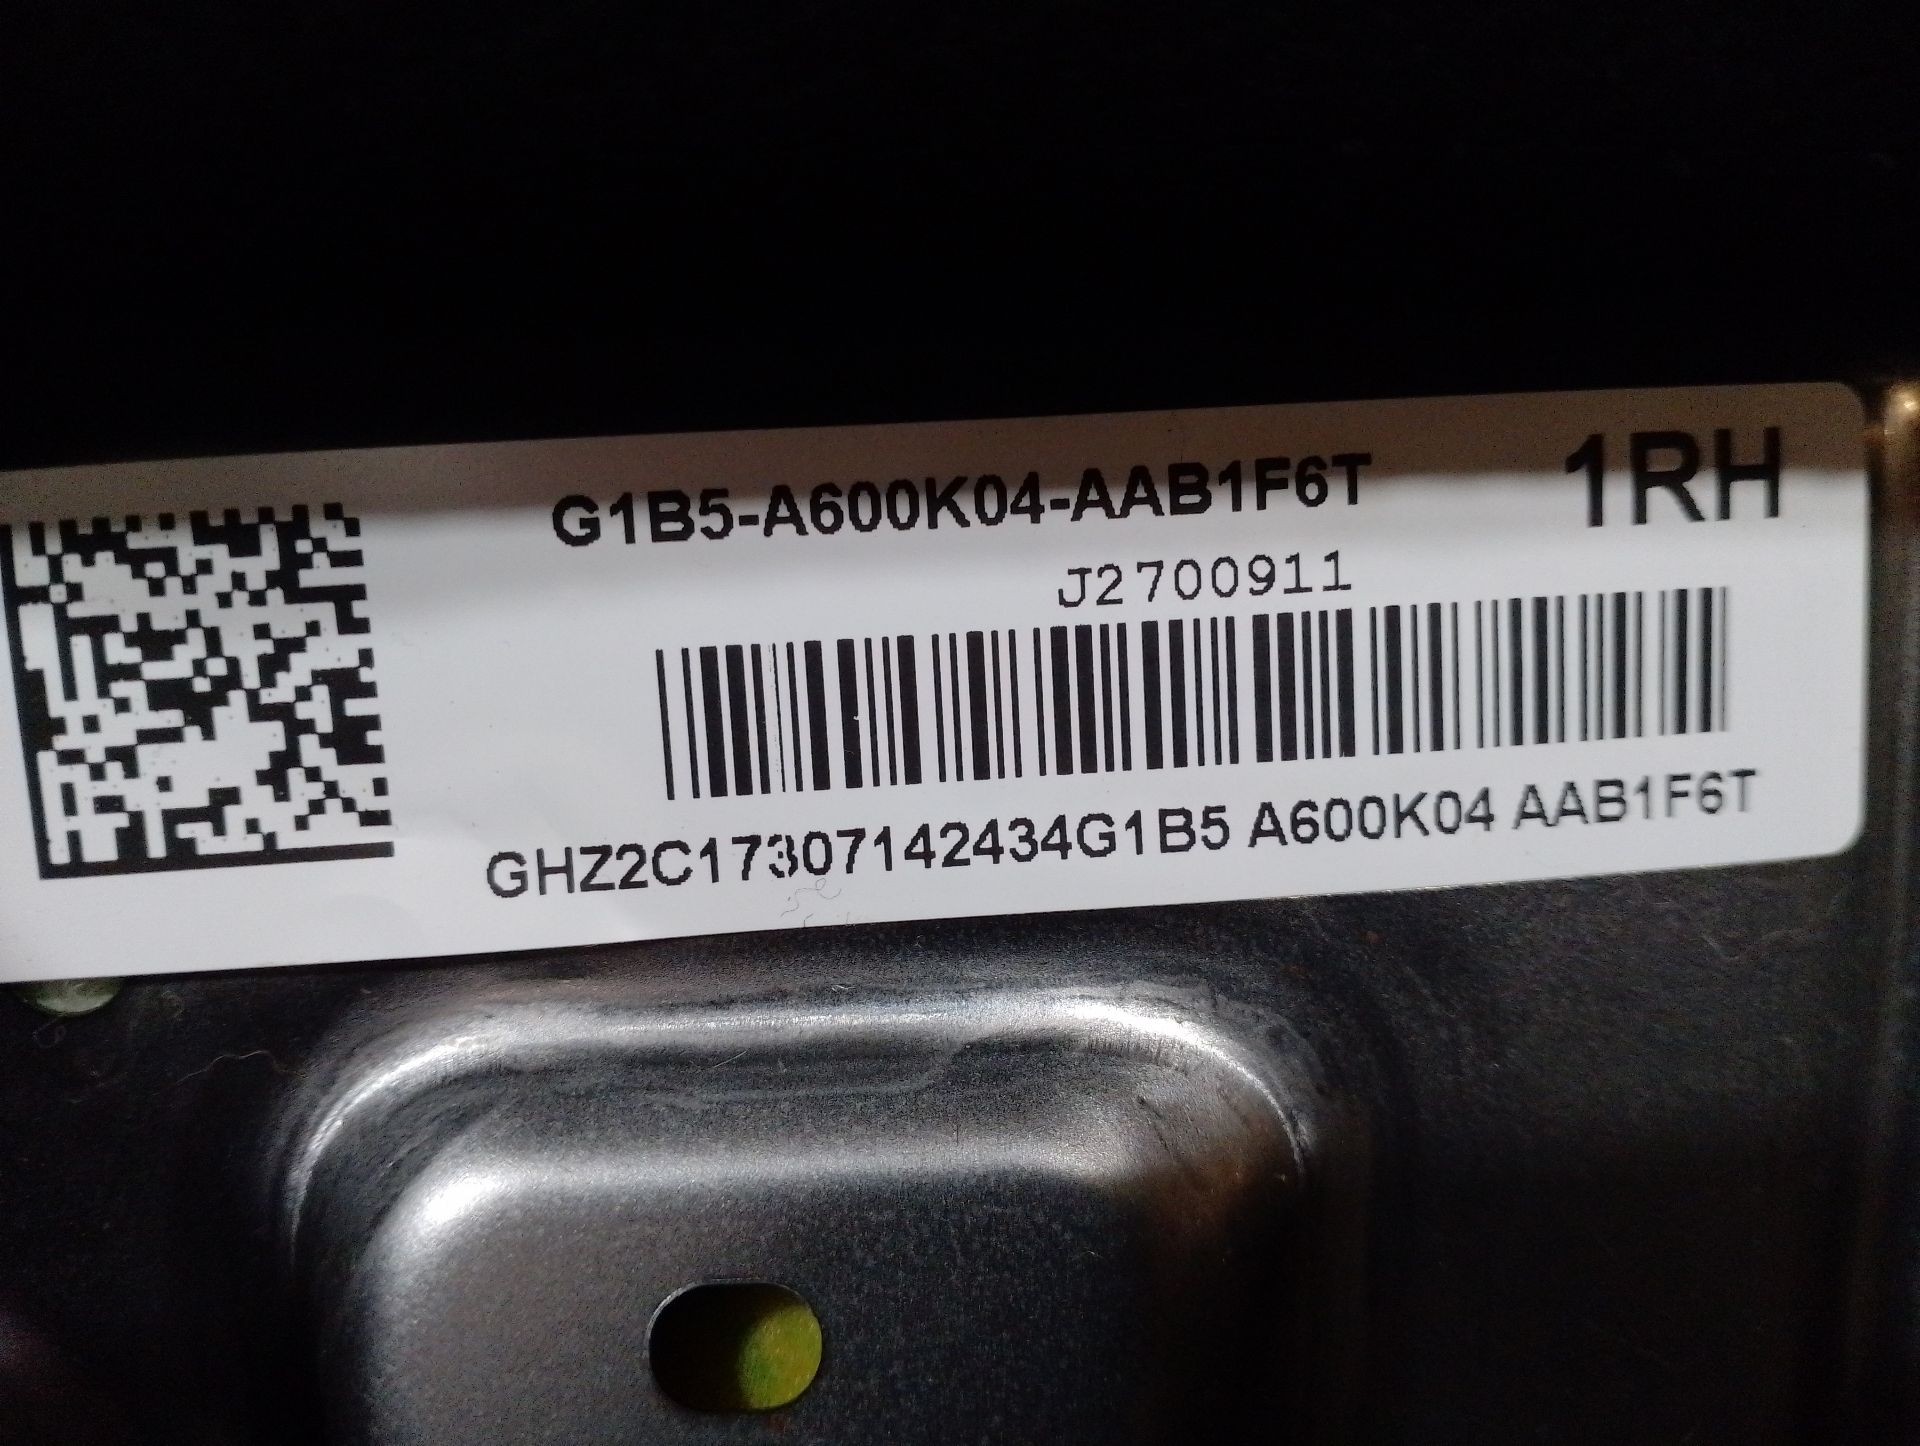 G1B5-A600K04-AAB1F6T 1RH
J2700911
GHZ2C17307142434G1B5 A600K04 AAB1F6T